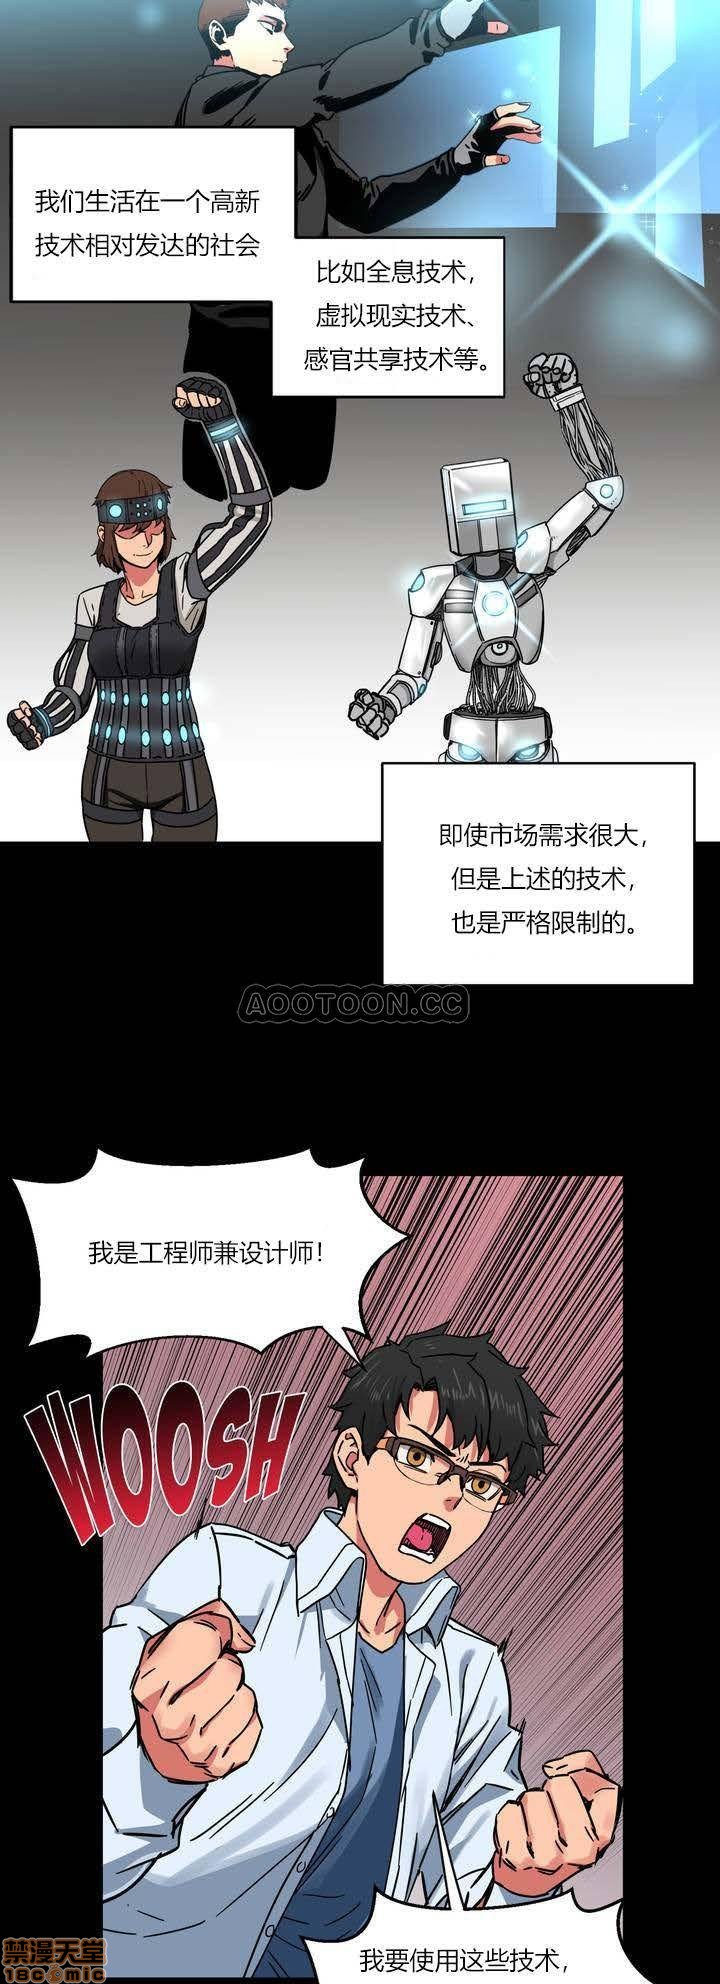 我们生活在一个高新
技术相对发达的社会
比如全息技术，
虚拟现实技术、
感官共享技术等。
即使市场需求很大，
但是上述的技术，
也是严格限制的。
AOOTOON.CC
我是工程师兼设计师！
WOOSH
我要使用这些技术，
禁漫天堂
18COMIC